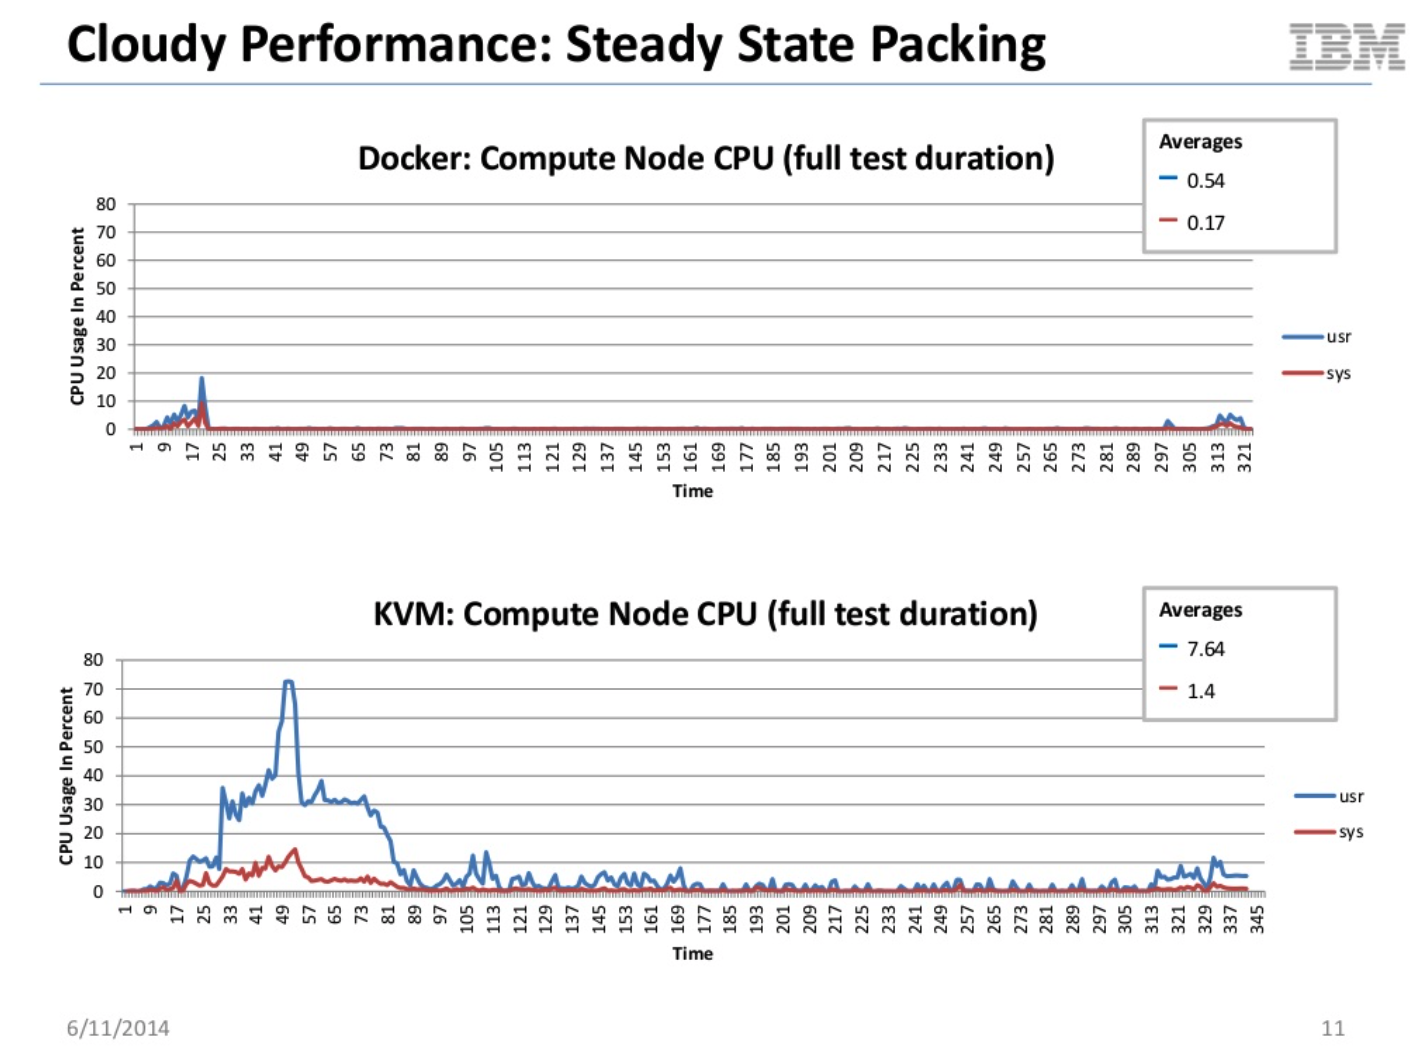 Cloudy Performance: Steady State Packing
IBM
Docker: Compute Node CPU (full test duration)
Averages
0.54
0.17
CPU Usage In Percent
80
70
60
50
40
30
20
10
0
usr
sys
1 9 17 25 33 41 49 57 65 73 81 89 97 105 113 121 129 137 145 153 161 169 177 185 193 201 209 217 225 233 241 249 257 265 273 281 289 297 305 313 321
Time
KVM: Compute Node CPU (full test duration)
Averages
7.64
1.4
CPU Usage In Percent
80
70
60
50
40
30
20
10
0
usr
sys
1 9 17 25 33 41 49 57 65 73 81 89 97 105 113 121 129 137 145 153 161 169 177 185 193 201 209 217 225 233 241 249 257 265 273 281 289 297 305 313 321 329 337 345
Time
6/11/2014
11